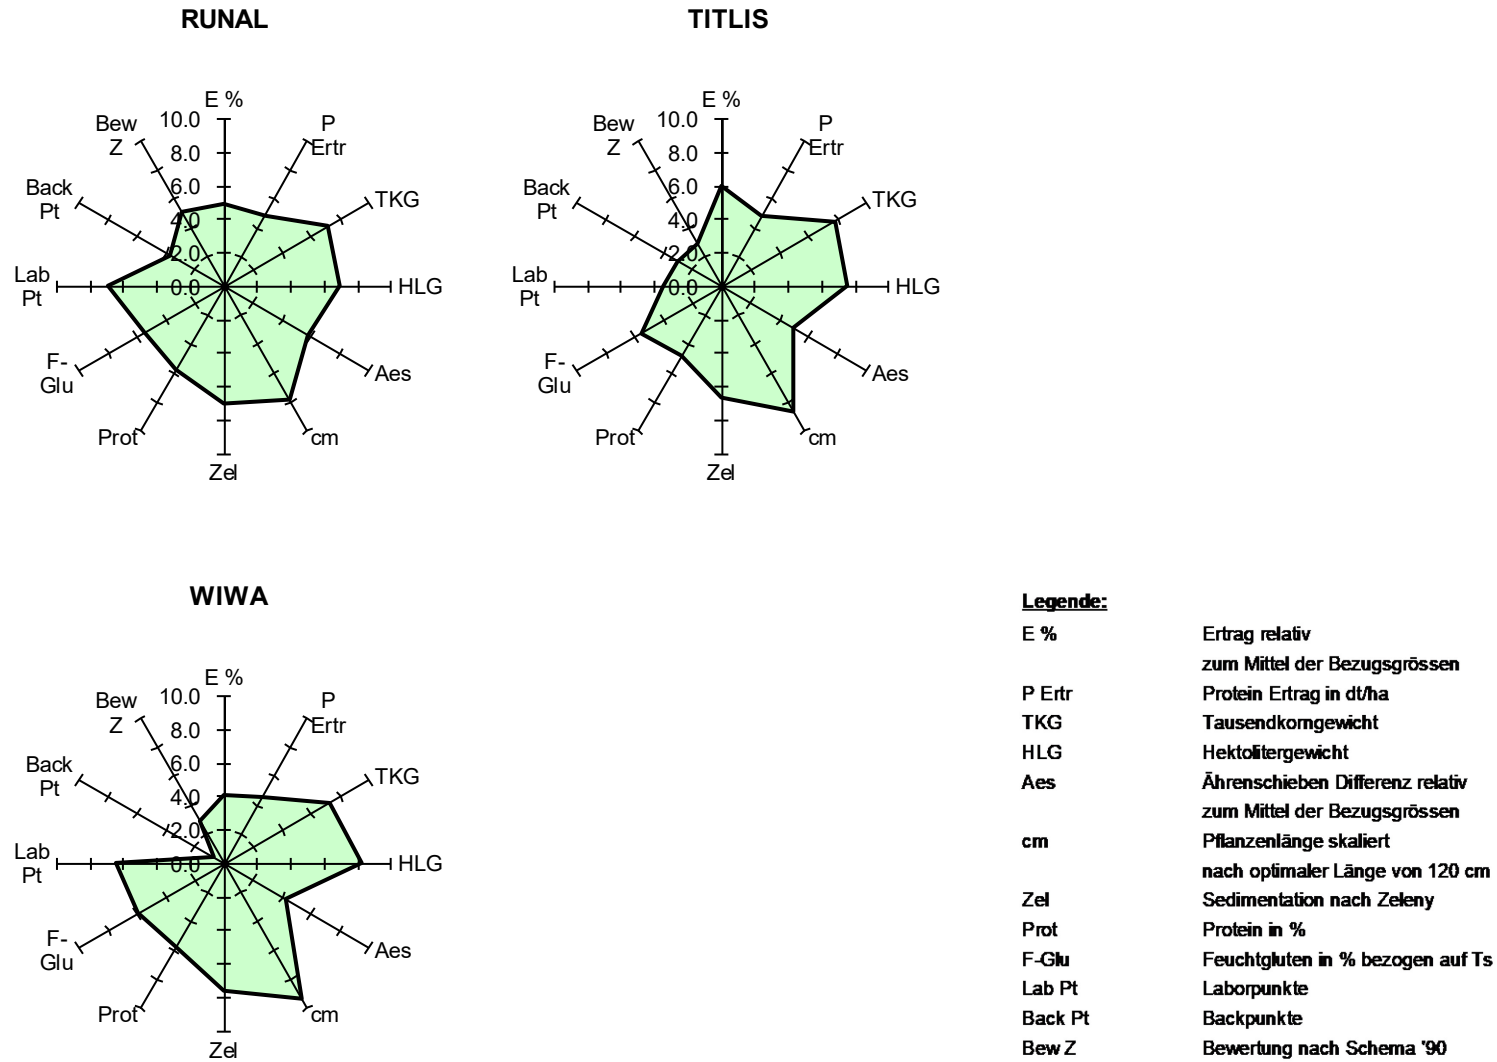 RUNAL
E %
10.0
8.0
6.0
4.0
2.0
0.0
P
Ertr
TKG
HLG
Aes
cm
Zel
Prot
F-
Glu
Lab
Pt
Back
Pt
Bew
Z
TITLIS
E %
10.0
8.0
6.0
4.0
2.0
0.0
P
Ertr
TKG
HLG
Aes
cm
Zel
Prot
F-
Glu
Lab
Pt
Back
Pt
Bew
Z
WIWA
E %
10.0
8.0
6.0
4.0
2.0
0.0
P
Ertr
TKG
HLG
Aes
cm
Zel
Prot
F-
Glu
Lab
Pt
Back
Pt
Bew
Z
Legende:
E % Ertrag relativ
zum Mittel der Bezugsgrössen
P Ertr Protein Ertrag in dt/ha
TKG Tausendkorngewicht
HLG Hektolitergewicht
Aes Ährenschieben Differenz relativ
zum Mittel der Bezugsgrössen
cm Pflanzenlänge skaliert
nach optimaler Länge von 120 cm
Zel Sedimentation nach Zeleny
Prot Protein in %
F-Glu Feuchtgluten in % bezogen auf Ts
Lab Pt Laborpunkte
Back Pt Backpunkte
Bew Z Bewertung nach Schema '90